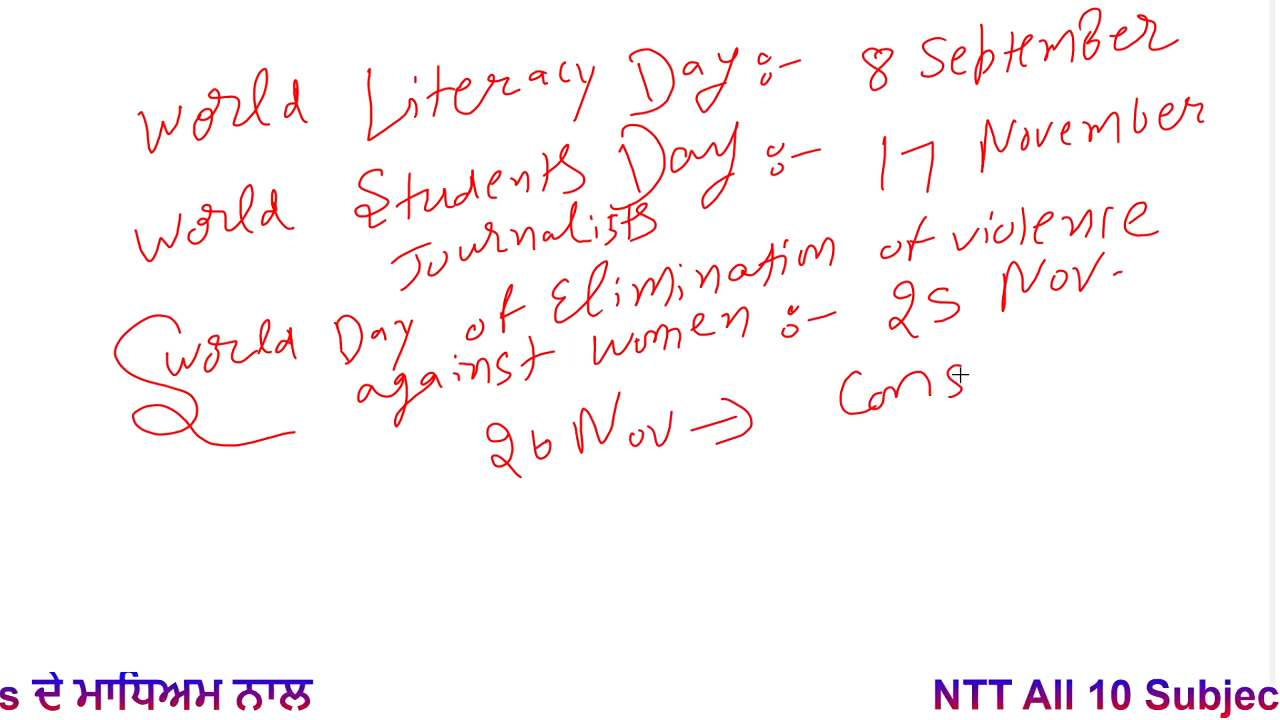 World Literacy Day :- 8 September
World Students Day :- 17 November
Journalists
World Day of Elimination of violence
against women :- 25 Nov.
26 Nov → Cons
s ਦੇ ਮਾਧਿਅਮ ਨਾਲ
NTT All 10 Subjec